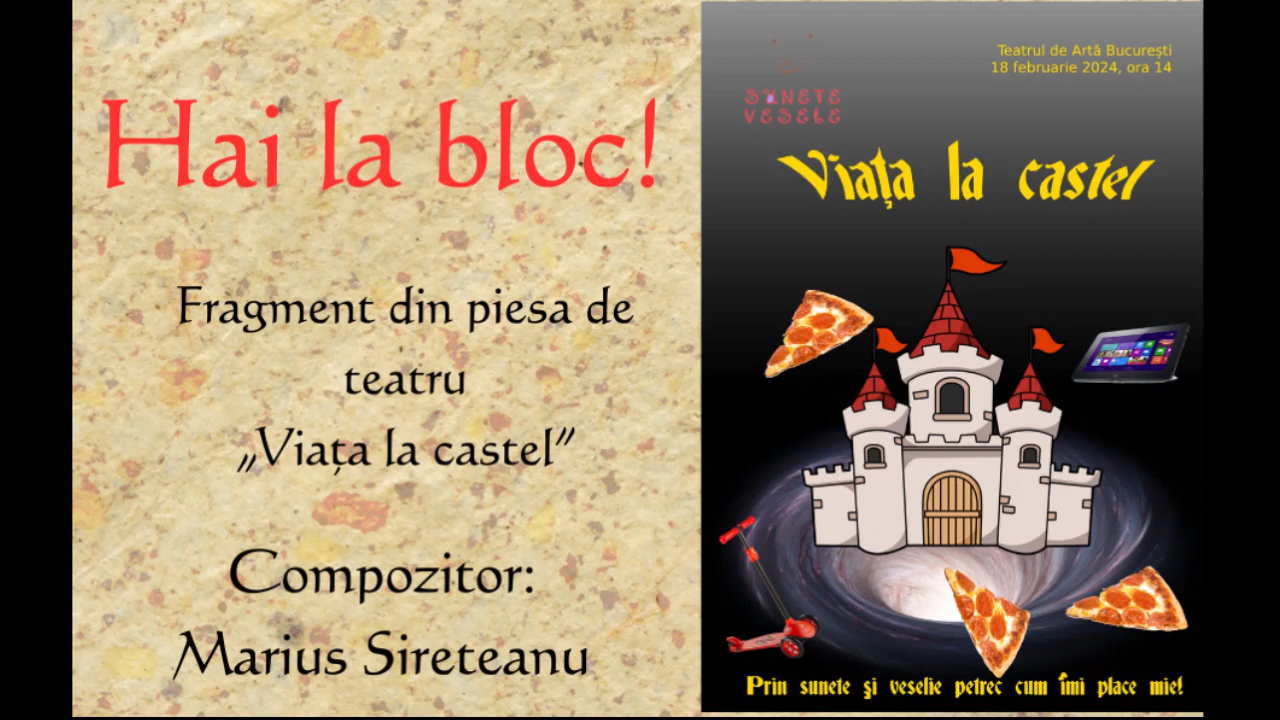 Hai la bloc!
Fragment din piesa de
teatru
„Viața la castel”
Compozitor:
Marius Sireteanu
Teatrul de Artă București
18 februarie 2024, ora 14
SUNETE
VESELE
Viața la castel
Prin sunete și veselie petrec cum îmi place mie!